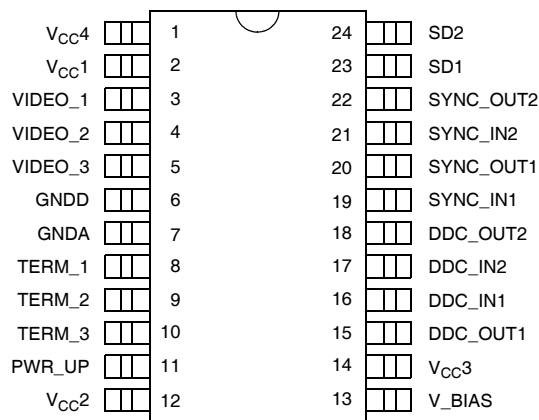 VCC4 1 24 SD2
VCC1 2 23 SD1
VIDEO_1 3 22 SYNC_OUT2
VIDEO_2 4 21 SYNC_IN2
VIDEO_3 5 20 SYNC_OUT1
GNDD 6 19 SYNC_IN1
GNDA 7 18 DDC_OUT2
TERM_1 8 17 DDC_IN2
TERM_2 9 16 DDC_IN1
TERM_3 10 15 DDC_OUT1
PWR_UP 11 14 VCC3
VCC2 12 13 V_BIAS